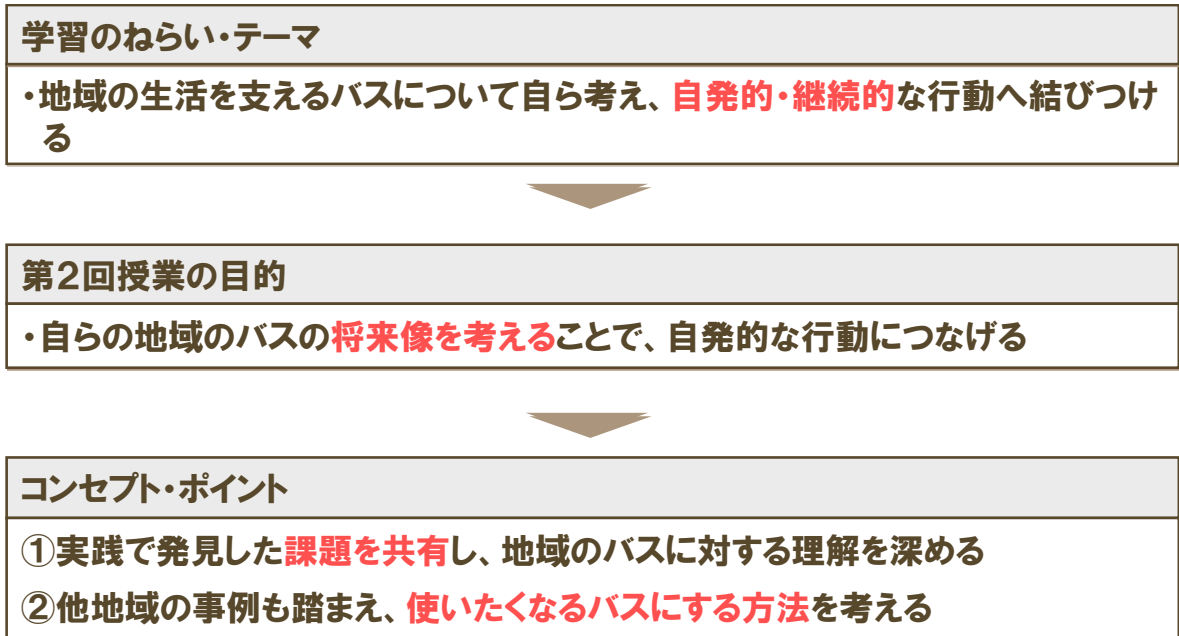 学習のねらい・テーマ
・地域の生活を支えるバスについて自ら考え、自発的・継続的な行動へ結びつけ
る
第2回授業の目的
・自らの地域のバスの将来像を考えることで、自発的な行動につなげる
コンセプト・ポイント
①実践で発見した課題を共有し、地域のバスに対する理解を深める
②他地域の事例も踏まえ、使いたくなるバスにする方法を考える